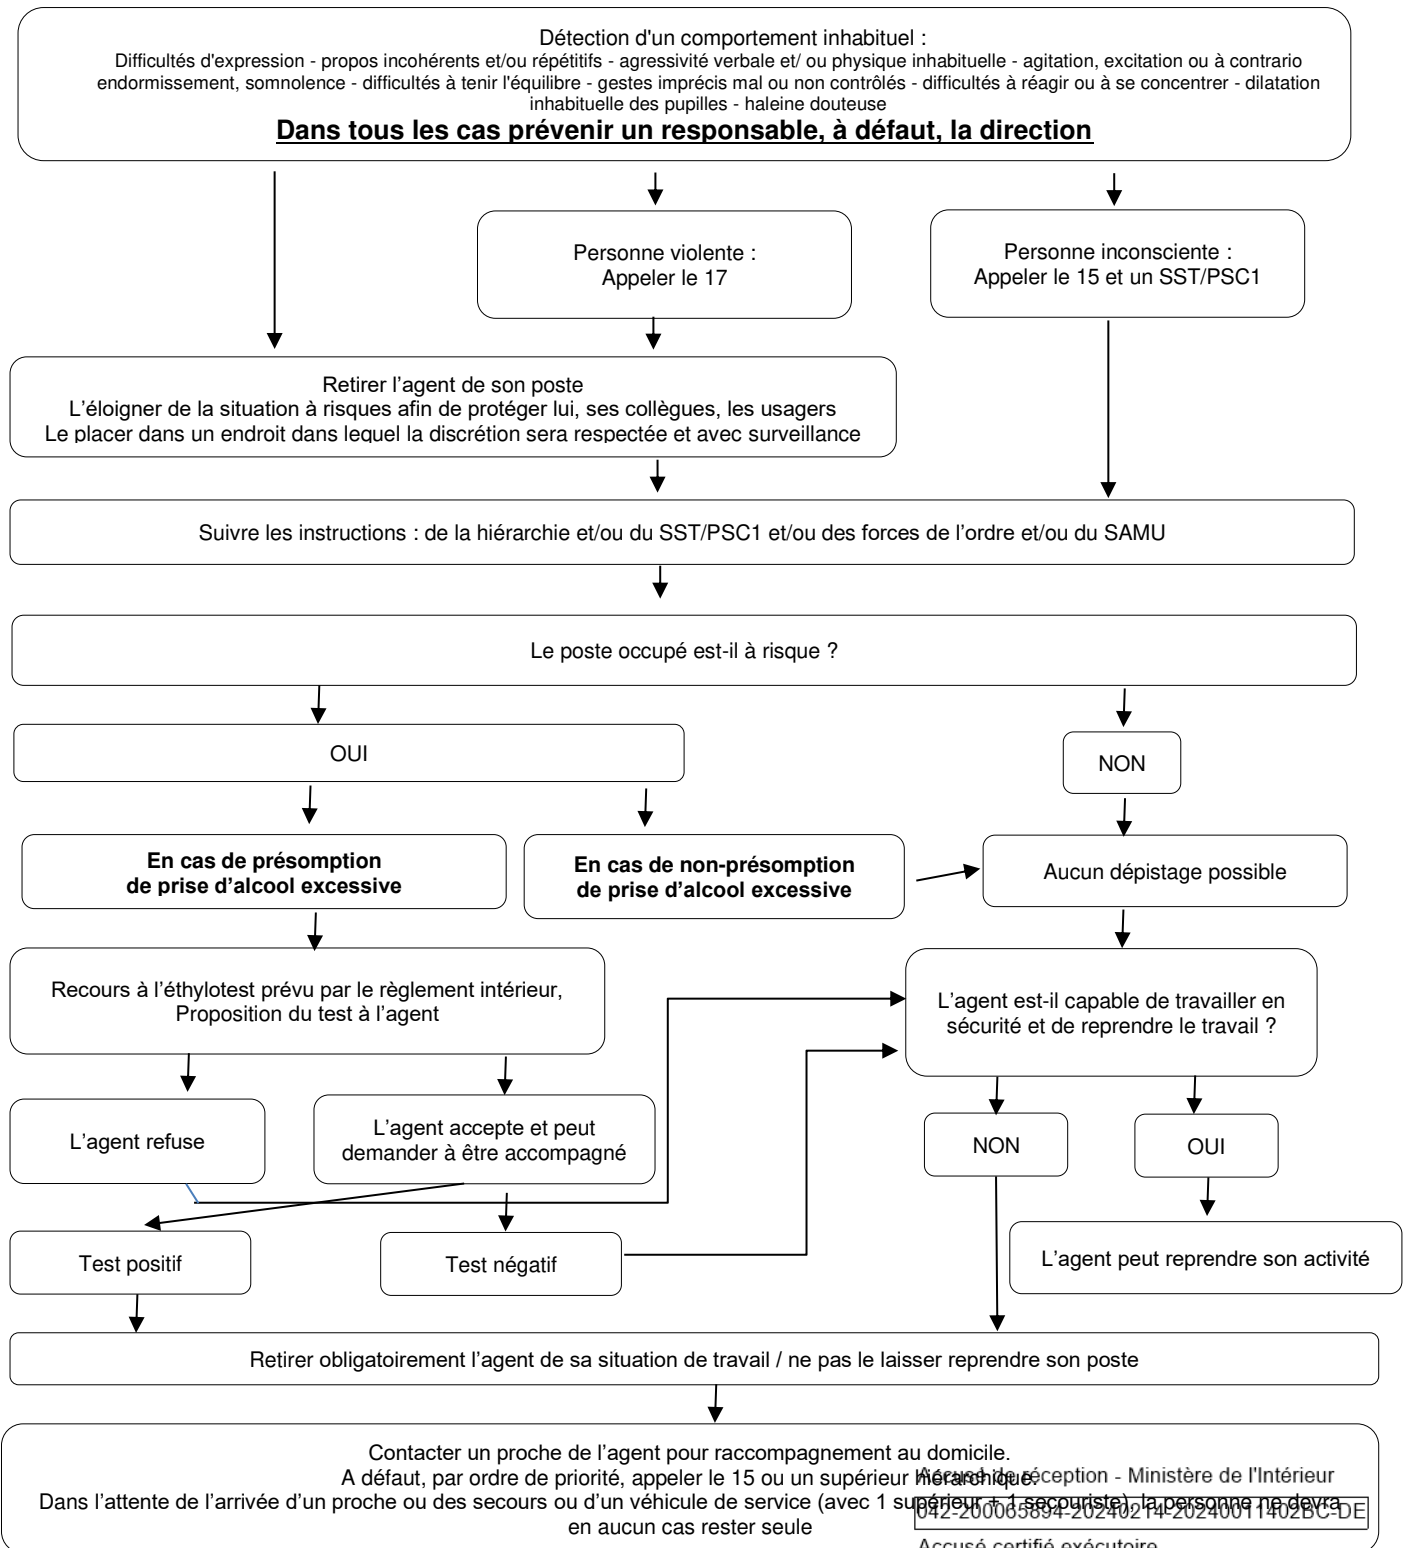 Détection d'un comportement inhabituel :
Difficultés d'expression - propos incohérents et/ou répétitifs - agressivité verbale et/ ou physique inhabituelle - agitation, excitation ou à contrario
endormissement, somnolence - difficultés à tenir l'équilibre - gestes imprécis mal ou non contrôlés - difficultés à réagir ou à se concentrer - dilatation
inhabituelle des pupilles - haleine douteuse
Dans tous les cas prévenir un responsable, à défaut, la direction
Personne violente :
Appeler le 17
Personne inconsciente :
Appeler le 15 et un SST/PSC1
Retirer l’agent de son poste
L’éloigner de la situation à risques afin de protéger lui, ses collègues, les usagers
Le placer dans un endroit dans lequel la discrétion sera respectée et avec surveillance
Suivre les instructions : de la hiérarchie et/ou du SST/PSC1 et/ou des forces de l’ordre et/ou du SAMU
Le poste occupé est-il à risque ?
OUI
NON
En cas de présomption
de prise d’alcool excessive
En cas de non-présomption
de prise d’alcool excessive
Aucun dépistage possible
Recours à l’éthylotest prévu par le règlement intérieur,
Proposition du test à l’agent
L’agent est-il capable de travailler en
sécurité et de reprendre le travail ?
L’agent refuse
L’agent accepte et peut
demander à être accompagné
NON
OUI
Test positif
Test négatif
L’agent peut reprendre son activité
Retirer obligatoirement l’agent de sa situation de travail / ne pas le laisser reprendre son poste
Contacter un proche de l’agent pour raccompagnement au domicile.
A défaut, par ordre de priorité, appeler le 15 ou un supérieur hiérarchique.
Dans l’attente de l’arrivée d’un proche ou des secours ou d’un véhicule de service (avec 1 supérieur + 1 secouriste), la personne ne devra
en aucun cas rester seule
Accusé de réception - Ministère de l'Intérieur
042-200065894-20240214-20240011402BC-DE
Accusé certifié exécutoire